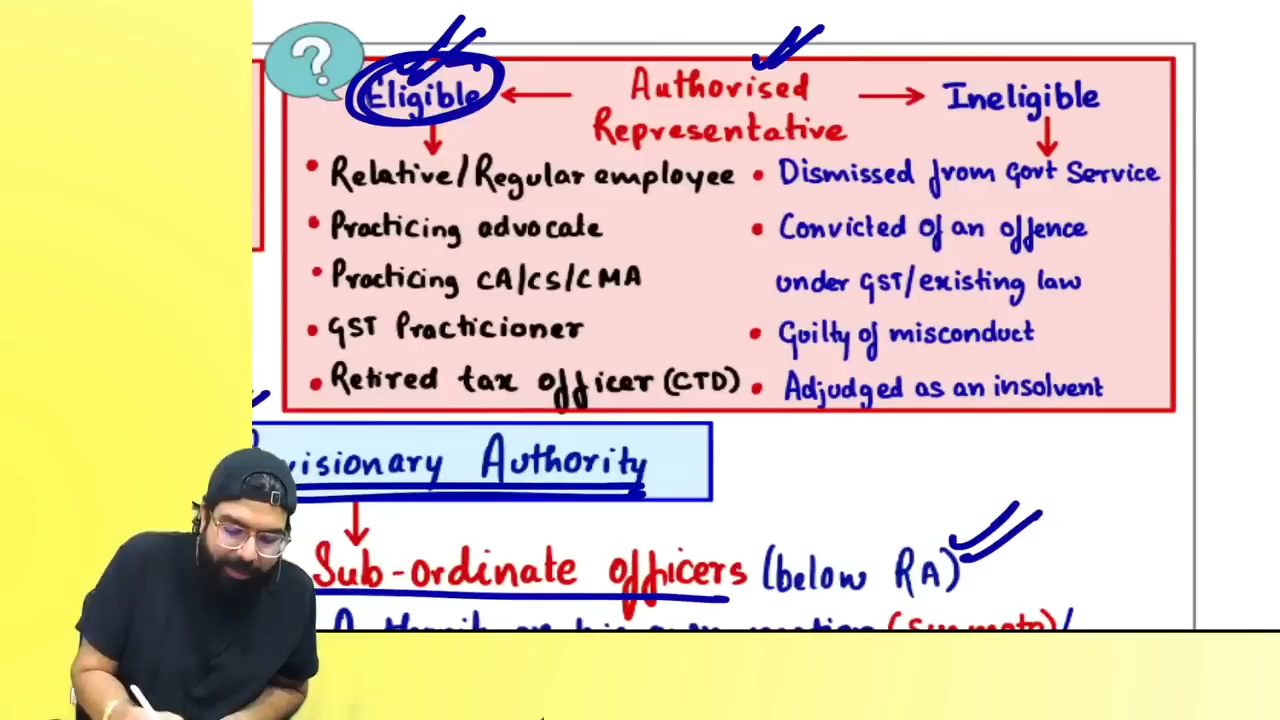 ?
Eligible ← Authorised → Ineligible
Representative
• Relative/Regular employee
• Practicing advocate
• Practicing CA/CS/CMA
• GST Practicioner
• Retired tax officer (CTD)
• Dismissed from Govt Service
• Convicted of an offence
under GST/existing law
• Guilty of misconduct
• Adjudged as an insolvent
visionary Authority
Sub-ordinate officers (below RA)